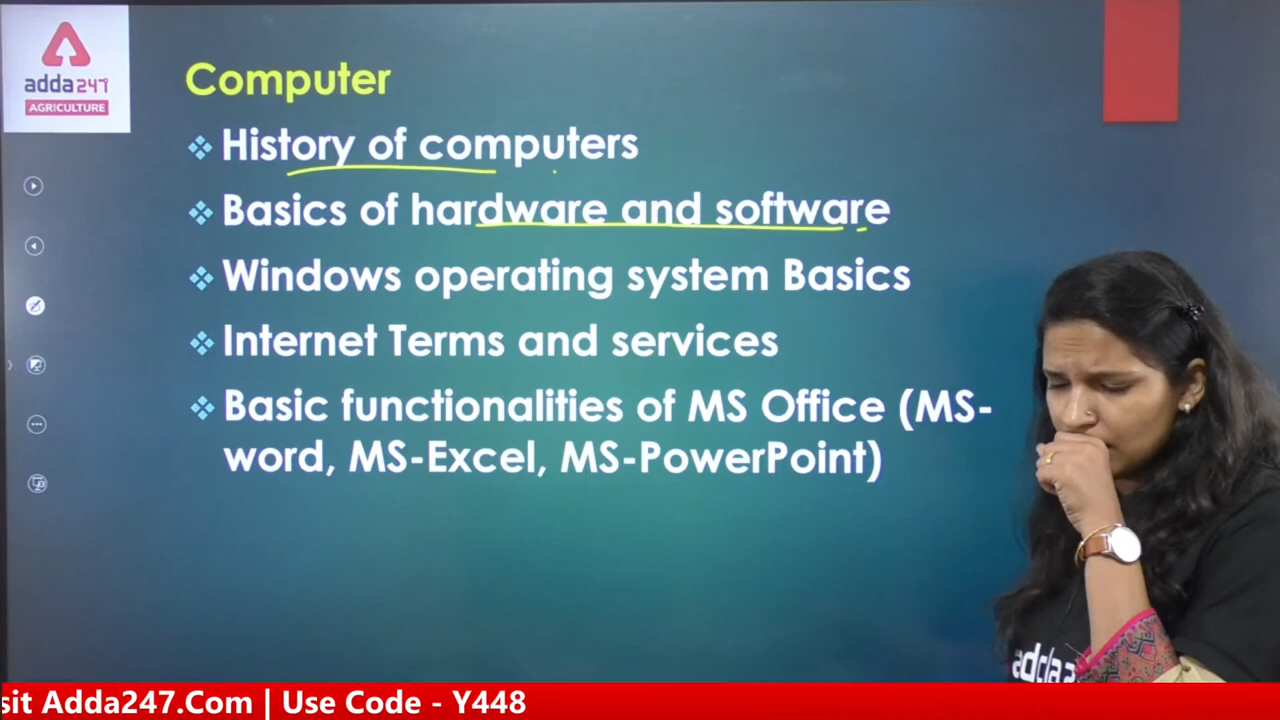 adda247
AGRICULTURE
Computer
History of computers
Basics of hardware and software
Windows operating system Basics
Internet Terms and services
Basic functionalities of MS Office (MS-
word, MS-Excel, MS-PowerPoint)
adda
sit Adda247.Com | Use Code - Y448